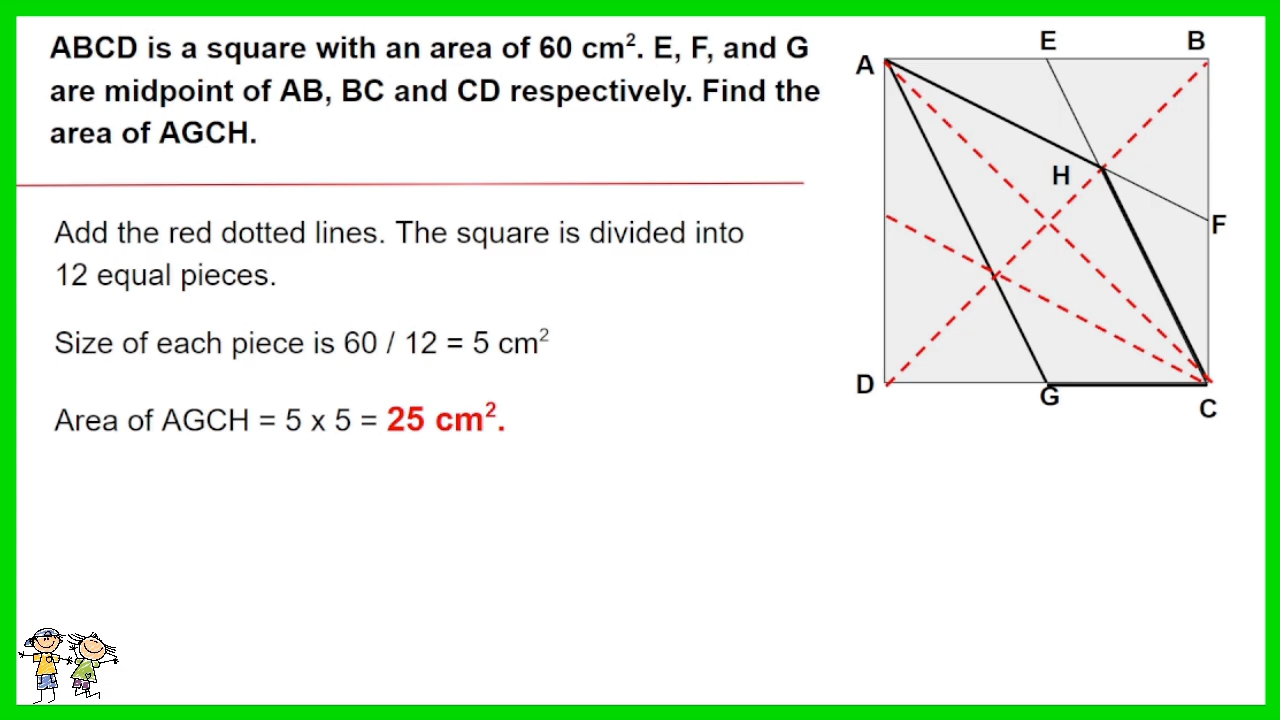 ABCD is a square with an area of 60 cm². E, F, and G
are midpoint of AB, BC and CD respectively. Find the
area of AGCH.
Add the red dotted lines. The square is divided into
12 equal pieces.
Size of each piece is 60 / 12 = 5 cm²
Area of AGCH = 5 x 5 = 25 cm².
E
B
A
H
F
D
G
C